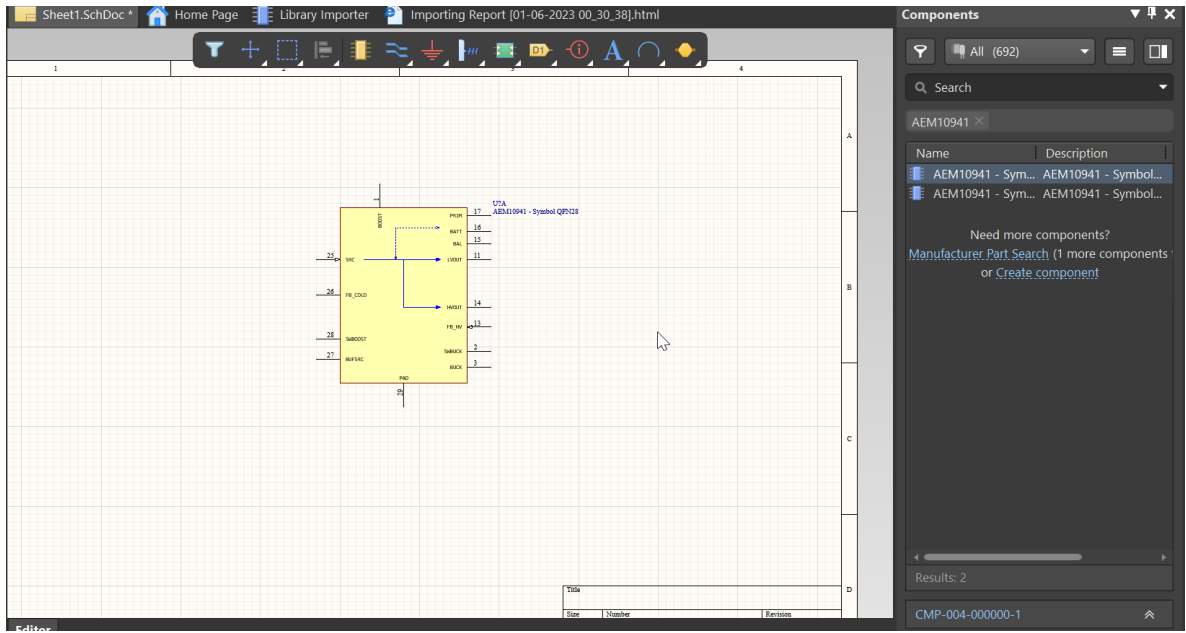 Sheet1.SchDoc *
Home Page
Library Importer
Importing Report [01-06-2023 00_30_38].html
Components
All (692)
Search
AEM10941
Name
Description
AEM10941 - Sym...
AEM10941 - Symbol...
AEM10941 - Sym...
AEM10941 - Symbol...
Need more components?
Manufacturer Part Search (1 more components
or Create component
Results: 2
CMP-004-000000-1
D1
A
1
2
3
4
A
B
C
D
U?A
AEM10941 - Symbol QFN28
1
BOOST
PRIM
17
BATT
16
BAL
15
25
SRC
LVOUT
11
26
FB_COLD
HVOUT
14
FB_HV
13
28
SWBOOST
SWBUCK
2
27
BUFSRC
BUCK
3
PAD
29
Title
Size
Number
Revision
Editor